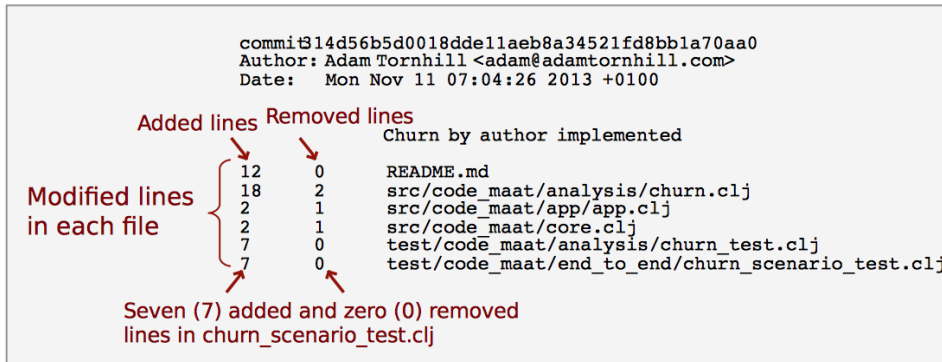 commit314d56b5d0018dde11aeb8a34521fd8bb1a70aa0
Author: Adam Tornhill <adam@adamtornhill.com>
Date: Mon Nov 11 07:04:26 2013 +0100
Added lines Removed lines
Churn by author implemented
Modified lines
in each file
12 0 README.md
18 2 src/code_maat/analysis/churn.clj
2 1 src/code_maat/app/app.clj
2 1 src/code_maat/core.clj
7 0 test/code_maat/analysis/churn_test.clj
7 0 test/code_maat/end_to_end/churn_scenario_test.clj
Seven (7) added and zero (0) removed
lines in churn_scenario_test.clj